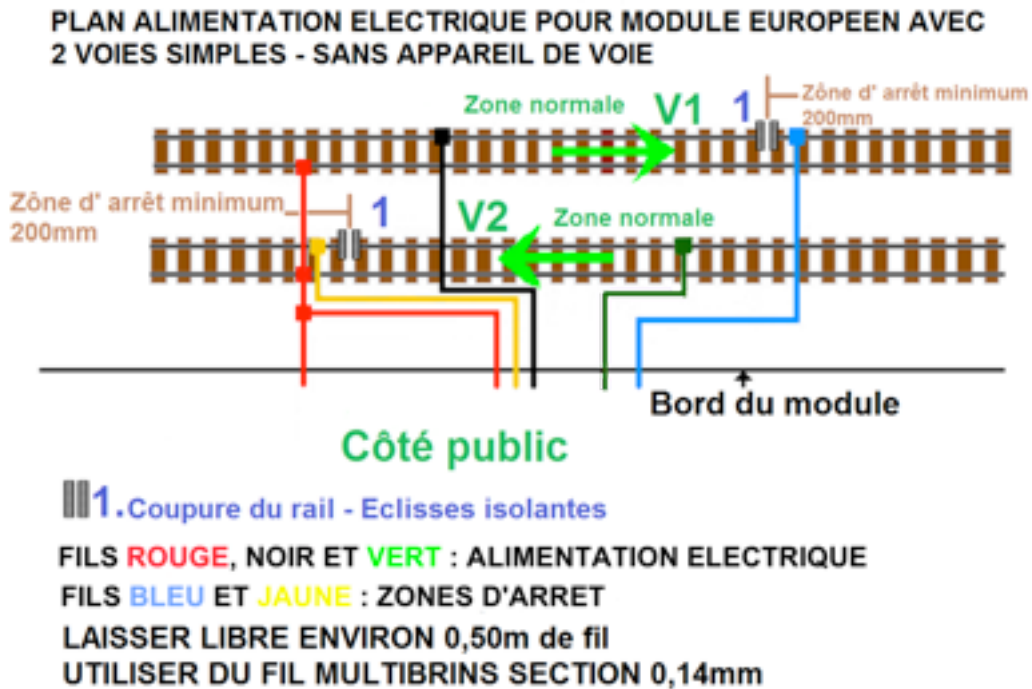 PLAN ALIMENTATION ELECTRIQUE POUR MODULE EUROPEEN AVEC
2 VOIES SIMPLES - SANS APPAREIL DE VOIE
Zone normale V1 1 Zône d' arrêt minimum
200mm
Zône d' arrêt minimum 1 V2 Zone normale
200mm
Bord du module
Côté public
1. Coupure du rail - Eclisses isolantes
FILS ROUGE, NOIR ET VERT : ALIMENTATION ELECTRIQUE
FILS BLEU ET JAUNE : ZONES D'ARRET
LAISSER LIBRE ENVIRON 0,50m de fil
UTILISER DU FIL MULTIBRINS SECTION 0,14mm